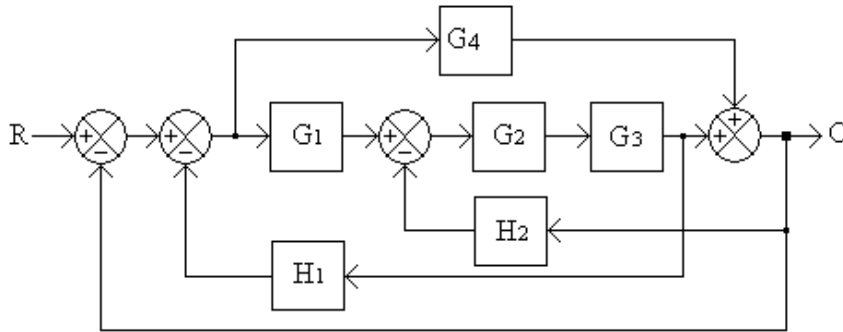 G4
R + − + − G1 + − G2 G3 + + C
H2
H1